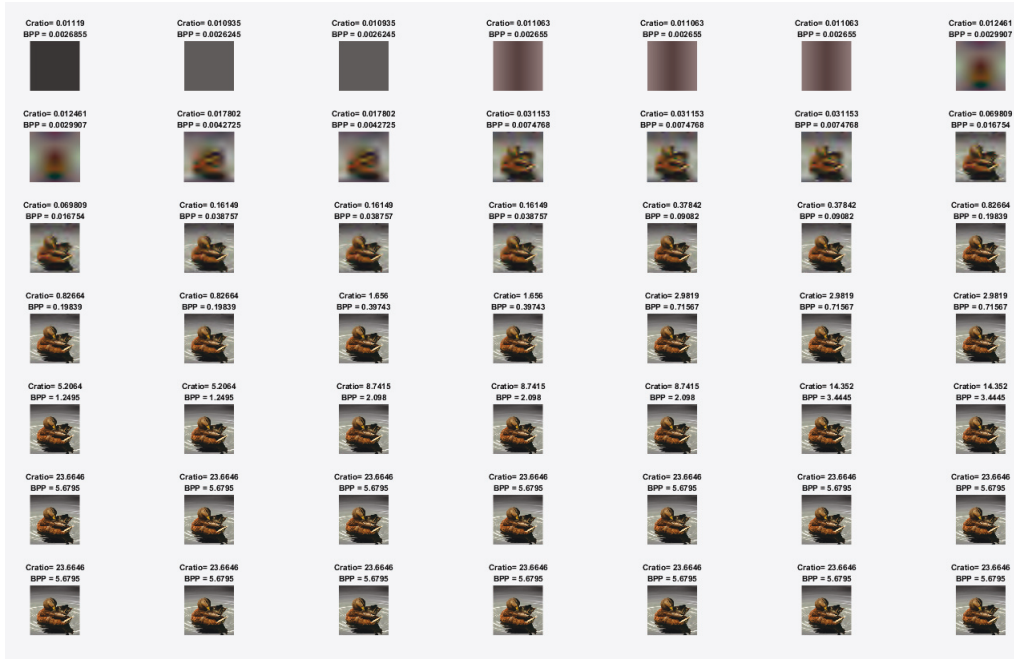 Cratio= 0.01119
BPP = 0.0026855
Cratio= 0.010935
BPP = 0.0026245
Cratio= 0.010935
BPP = 0.0026245
Cratio= 0.011063
BPP = 0.002655
Cratio= 0.011063
BPP = 0.002655
Cratio= 0.011063
BPP = 0.002655
Cratio= 0.012461
BPP = 0.0029907
Cratio= 0.012461
BPP = 0.0029907
Cratio= 0.017802
BPP = 0.0042725
Cratio= 0.017802
BPP = 0.0042725
Cratio= 0.031153
BPP = 0.0074768
Cratio= 0.031153
BPP = 0.0074768
Cratio= 0.031153
BPP = 0.0074768
Cratio= 0.069809
BPP = 0.016754
Cratio= 0.069809
BPP = 0.016754
Cratio= 0.16149
BPP = 0.038757
Cratio= 0.16149
BPP = 0.038757
Cratio= 0.16149
BPP = 0.038757
Cratio= 0.37842
BPP = 0.09082
Cratio= 0.37842
BPP = 0.09082
Cratio= 0.82664
BPP = 0.19839
Cratio= 0.82664
BPP = 0.19839
Cratio= 0.82664
BPP = 0.19839
Cratio= 1.656
BPP = 0.39743
Cratio= 1.656
BPP = 0.39743
Cratio= 2.9819
BPP = 0.71567
Cratio= 2.9819
BPP = 0.71567
Cratio= 2.9819
BPP = 0.71567
Cratio= 5.2064
BPP = 1.2495
Cratio= 5.2064
BPP = 1.2495
Cratio= 8.7415
BPP = 2.098
Cratio= 8.7415
BPP = 2.098
Cratio= 8.7415
BPP = 2.098
Cratio= 14.352
BPP = 3.4445
Cratio= 14.352
BPP = 3.4445
Cratio= 23.6646
BPP = 5.6795
Cratio= 23.6646
BPP = 5.6795
Cratio= 23.6646
BPP = 5.6795
Cratio= 23.6646
BPP = 5.6795
Cratio= 23.6646
BPP = 5.6795
Cratio= 23.6646
BPP = 5.6795
Cratio= 23.6646
BPP = 5.6795
Cratio= 23.6646
BPP = 5.6795
Cratio= 23.6646
BPP = 5.6795
Cratio= 23.6646
BPP = 5.6795
Cratio= 23.6646
BPP = 5.6795
Cratio= 23.6646
BPP = 5.6795
Cratio= 23.6646
BPP = 5.6795
Cratio= 23.6646
BPP = 5.6795